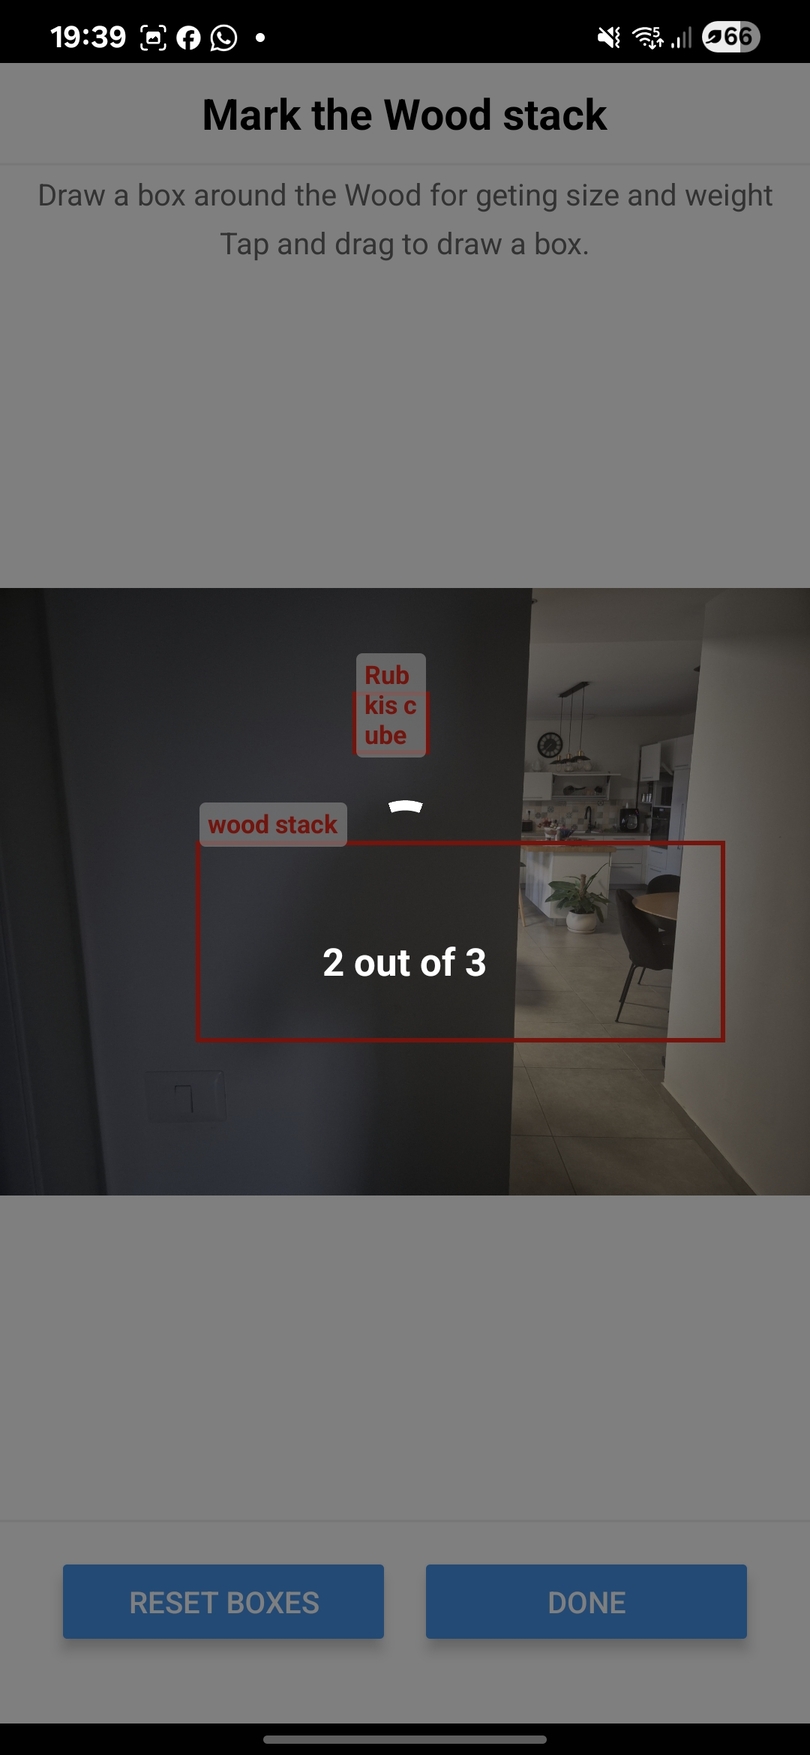 19:39
5
66
Mark the Wood stack
Draw a box around the Wood for geting size and weight
Tap and drag to draw a box.
Rub
kis c
ube
wood stack
2 out of 3
RESET BOXES
DONE